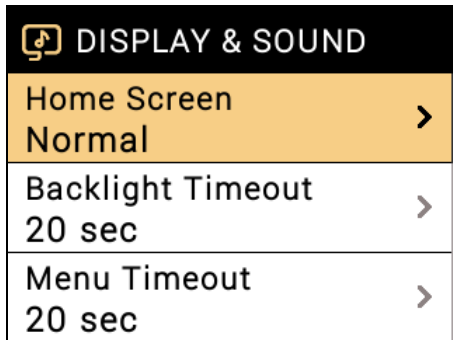 DISPLAY & SOUND
Home Screen
Normal
Backlight Timeout
20 sec
Menu Timeout
20 sec